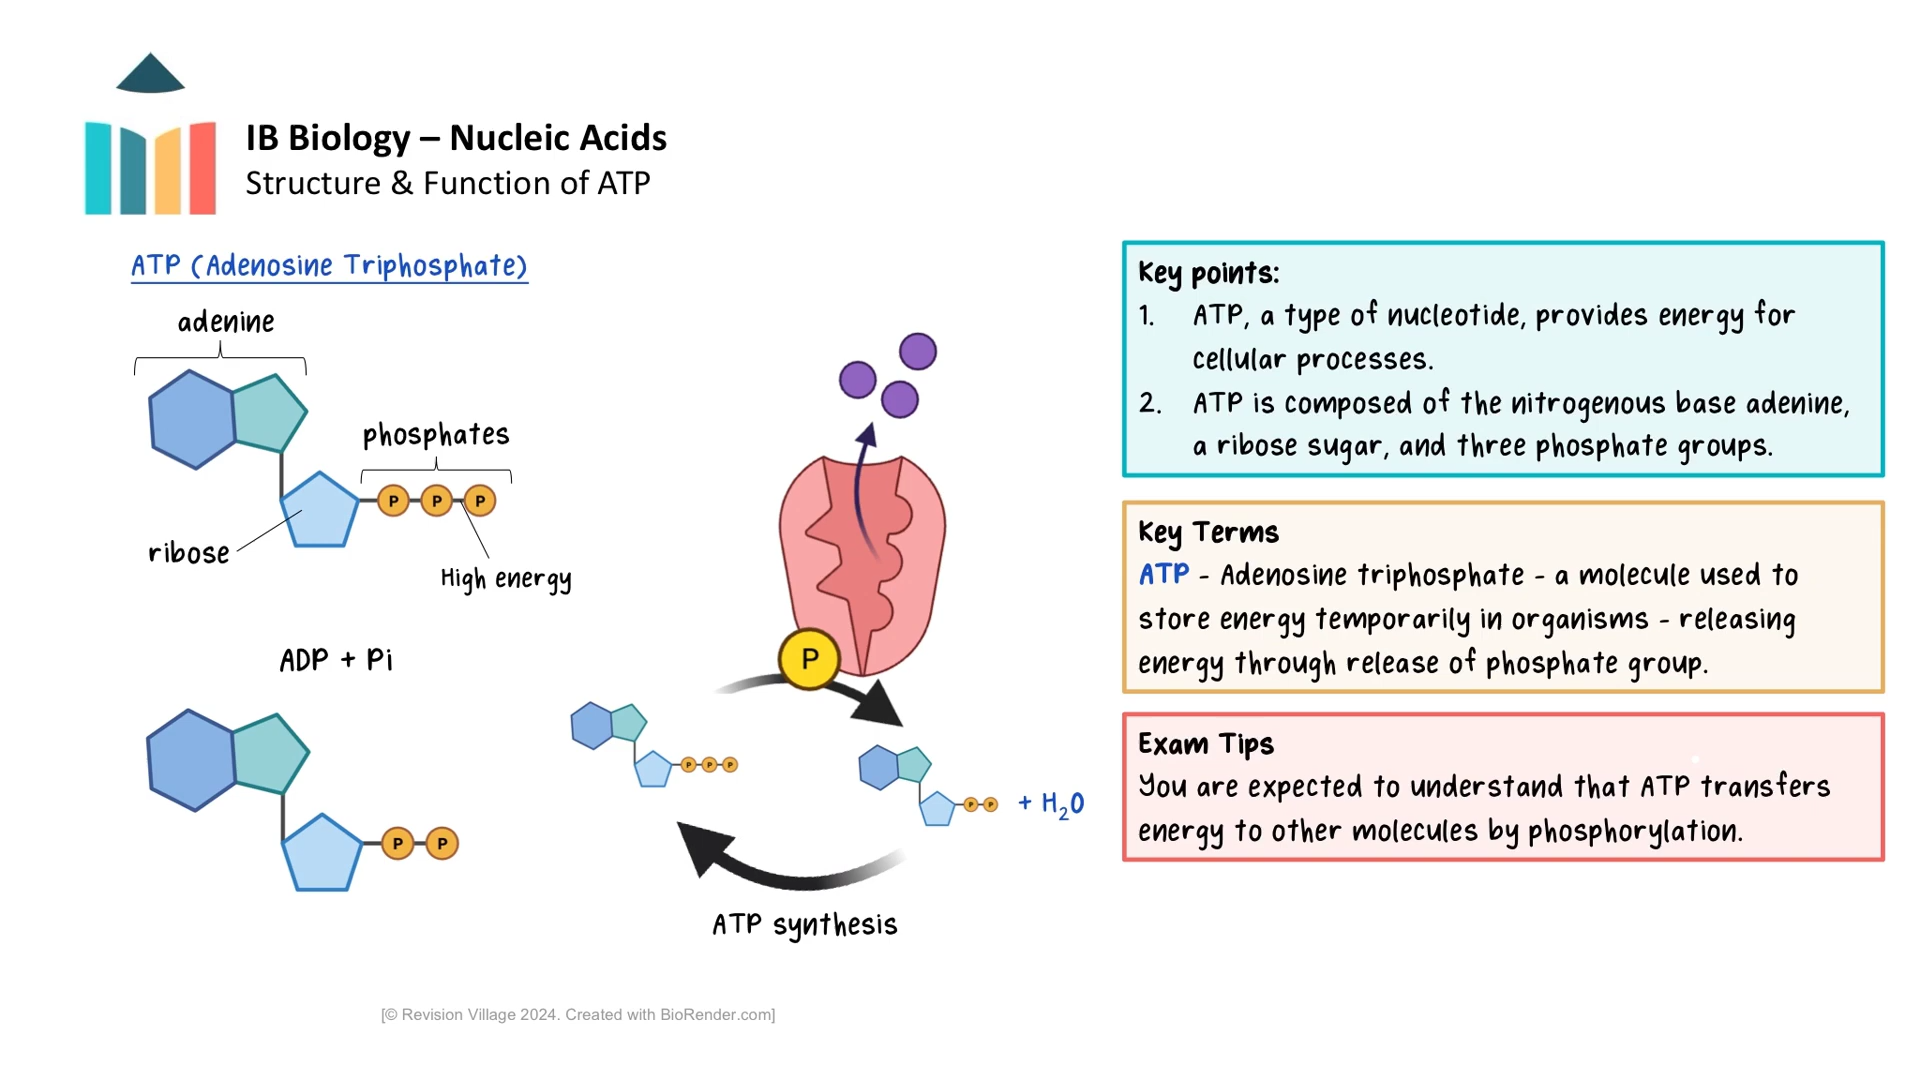 IB Biology – Nucleic Acids
Structure & Function of ATP
ATP (Adenosine Triphosphate)
adenine
phosphates
P P P
ribose
High energy
ADP + Pi
P P
P
P P P
P P
+ H₂O
ATP synthesis
Key points:
1. ATP, a type of nucleotide, provides energy for
cellular processes.
2. ATP is composed of the nitrogenous base adenine,
a ribose sugar, and three phosphate groups.
Key Terms
ATP - Adenosine triphosphate - a molecule used to
store energy temporarily in organisms - releasing
energy through release of phosphate group.
Exam Tips
You are expected to understand that ATP transfers
energy to other molecules by phosphorylation.
[© Revision Village 2024. Created with BioRender.com]